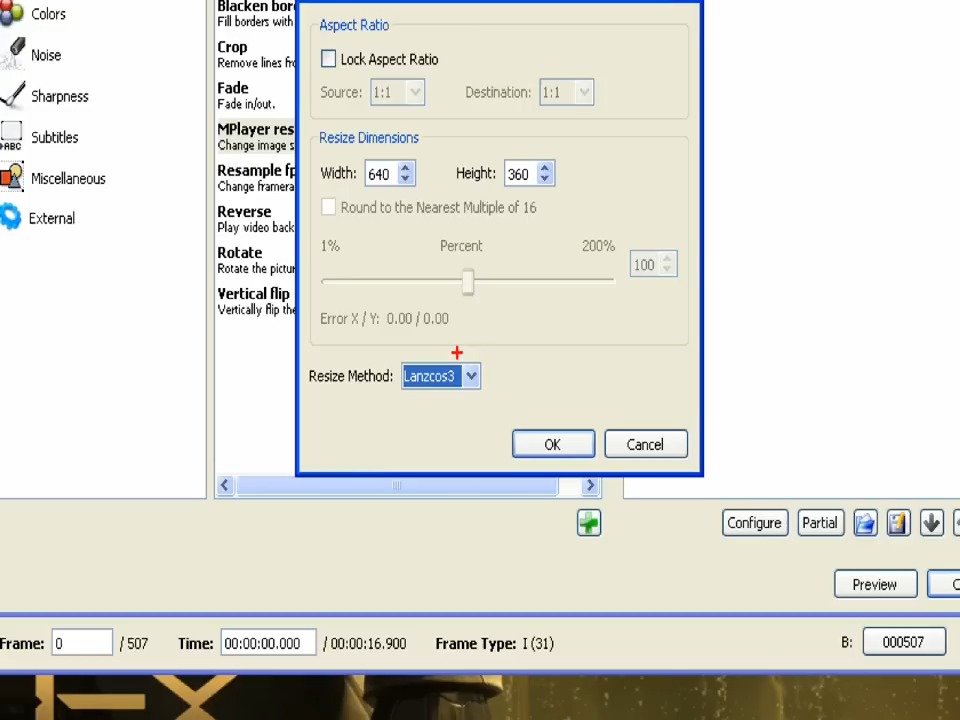 Colors
Noise
Sharpness
ABC
Subtitles
Miscellaneous
External
Blacken bor
Fill borders with
Crop
Remove lines fro
Fade
Fade in/out.
MPlayer res
Change image s
Resample fp
Change framera
Reverse
Play video back
Rotate
Rotate the pictur
Vertical flip
Vertically flip the
Aspect Ratio
Lock Aspect Ratio
Source: 1:1 Destination: 1:1
Resize Dimensions
Width: 640 Height: 360
Round to the Nearest Multiple of 16
1% Percent 200%
100
Error X / Y: 0.00 / 0.00
Resize Method: Lanzcos3
OK Cancel
Configure Partial
Preview C
Frame: 0 / 507 Time: 00:00:00.000 / 00:00:16.900 Frame Type: I (31) B: 000507